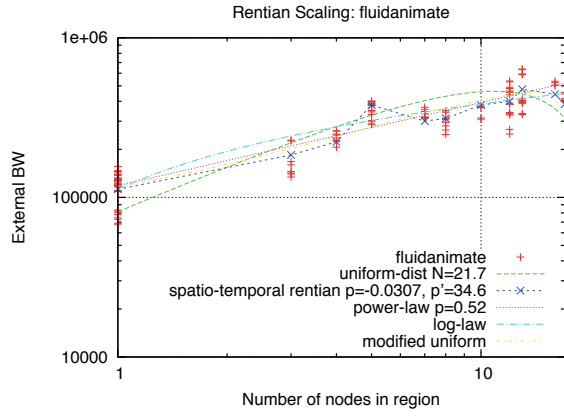 Rentian Scaling: fluidanimate
1e+06
100000
10000
External BW
fluidanimate
uniform-dist N=21.7
spatio-temporal rentian p=-0.0307, p'=34.6
power-law p=0.52
log-law
modified uniform
1
10
Number of nodes in region